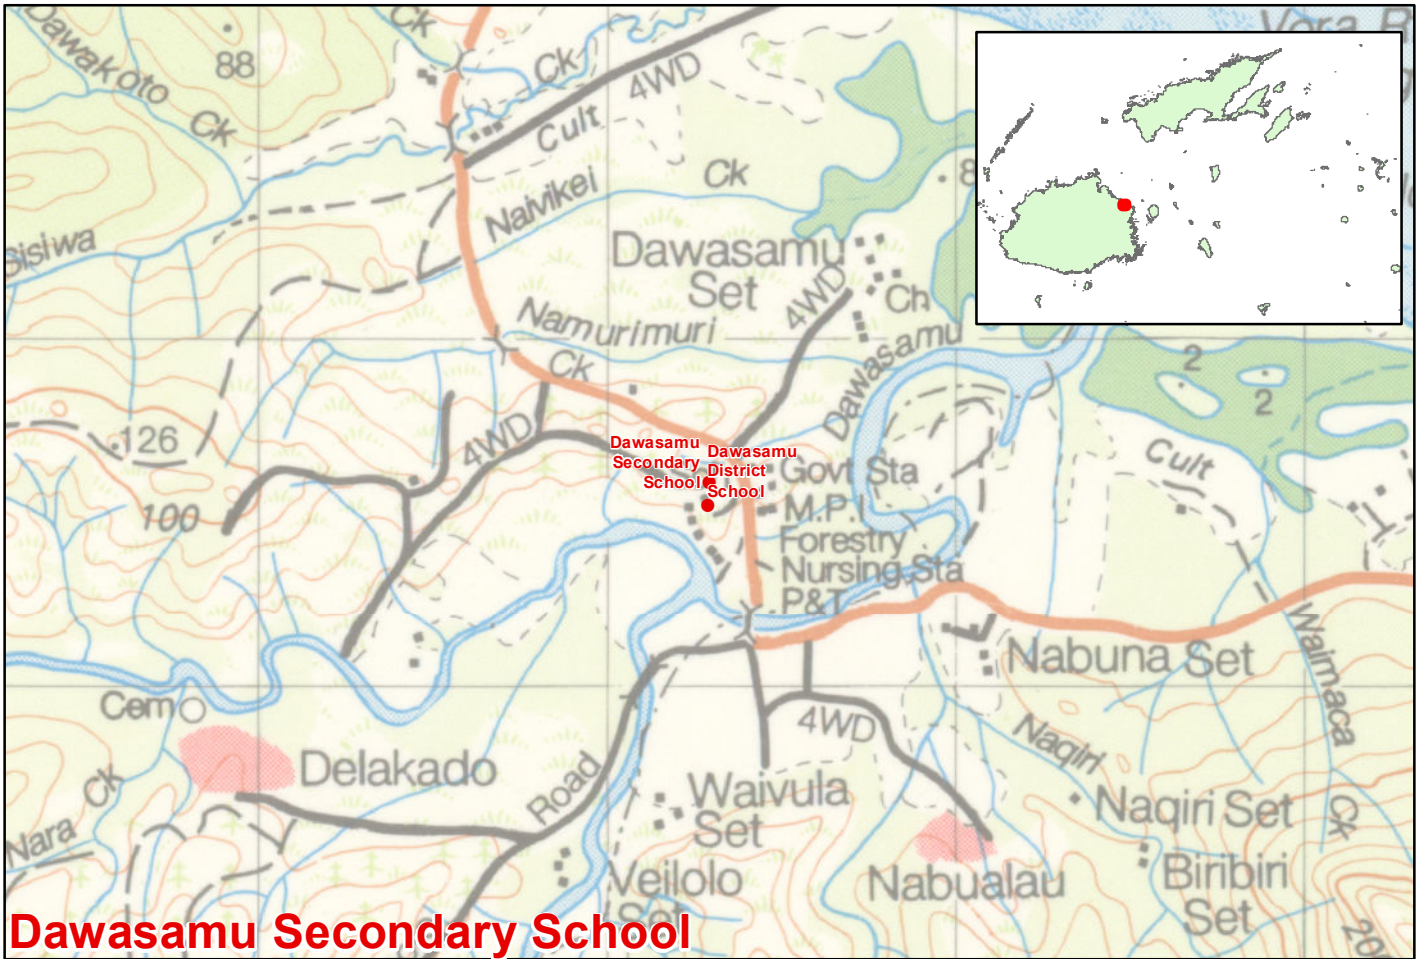 Dawakoto
Ck
88
Ck
Ck
4WD
Cult
Vora R
Naivikei
Ck
8
Sisiwa
Dawasamu
Set
4WD
Ch
Namurimuri
Ck
Dawasamu
2
2
126
4WD
Dawasamu
Secondary
School
Dawasamu
District
School
Govt Sta
M.P.I
Forestry
Nursing Sta
P&T
Cult
100
Waimaca
Ck
Nabuna Set
Cem
4WD
Naqiri
Delakado
Ck
Road
Waivula
Set
Naqiri Set
Nara
Veilolo
Set
Nabualau
Biribiri
Set
200
Dawasamu Secondary School